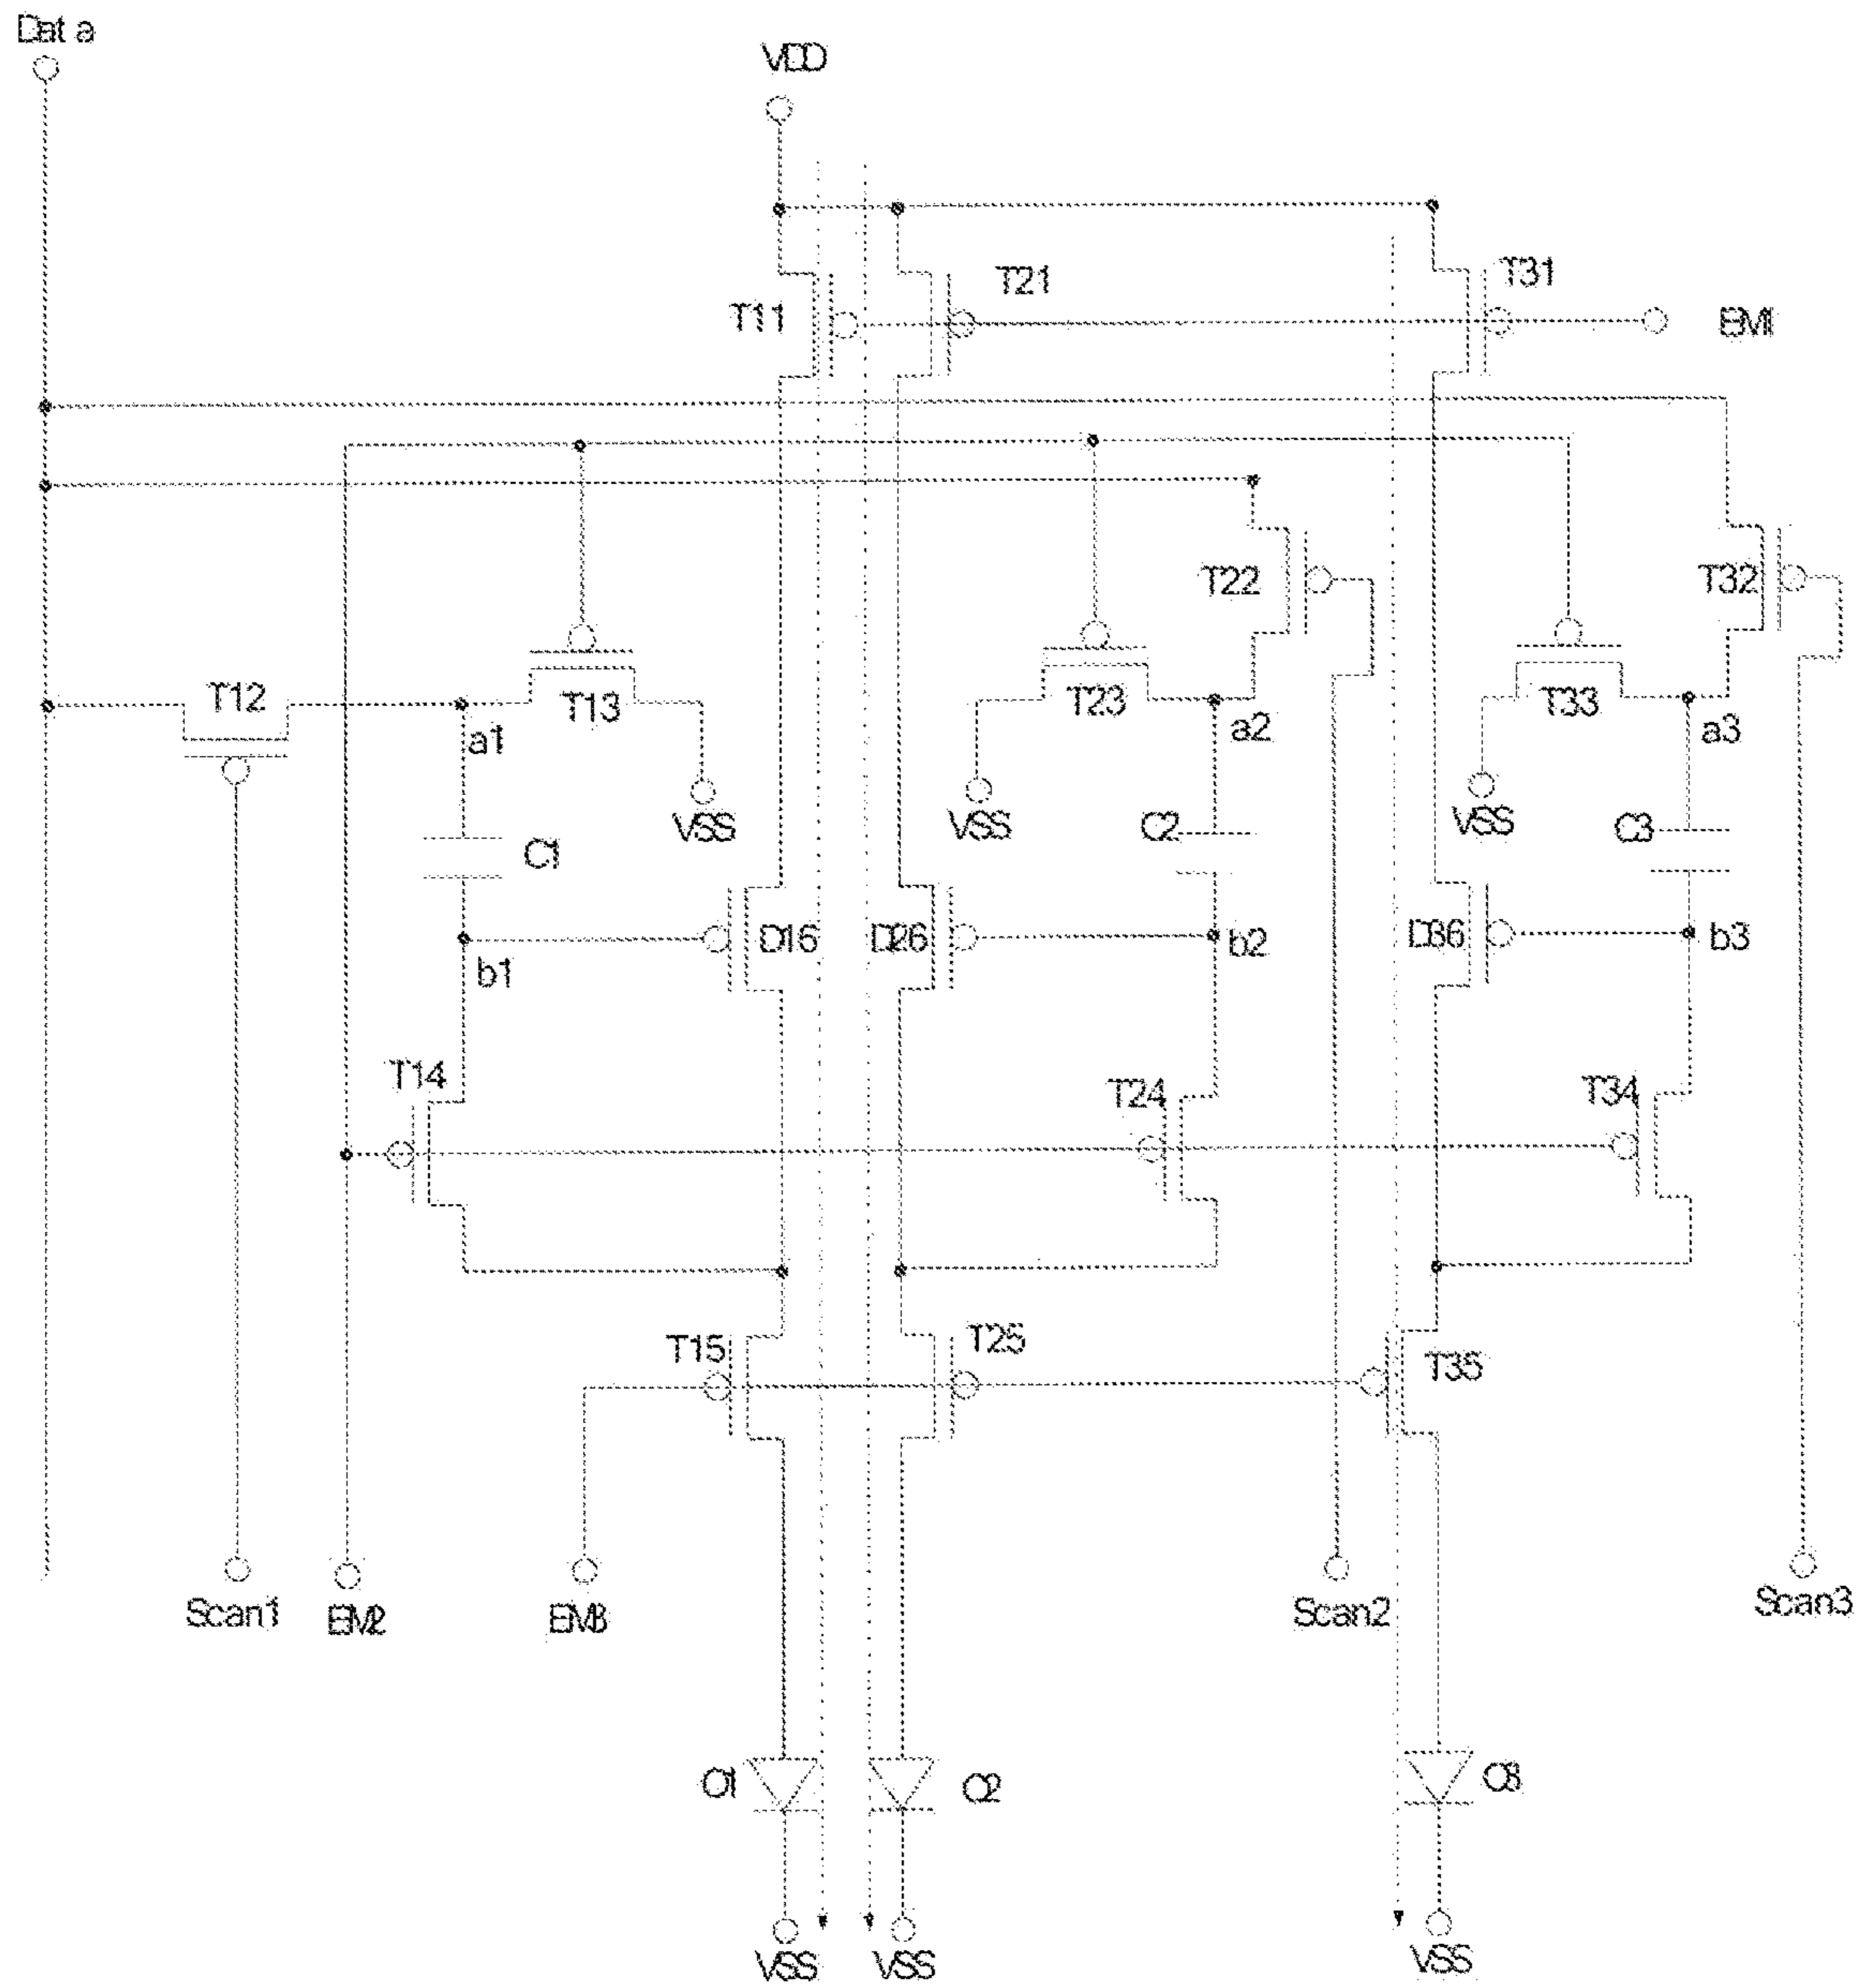 Data
VDD
T11
T21
T31
EM1
T12
T13
T22
T23
T32
T33
a1
a2
a3
VSS
VSS
VSS
C1
C2
C3
D16
D26
D36
b1
b2
b3
T14
T24
T34
T15
T25
T35
Scan1
EM2
EM3
Scan2
Scan3
O1
O2
O3
VSS
VSS
VSS